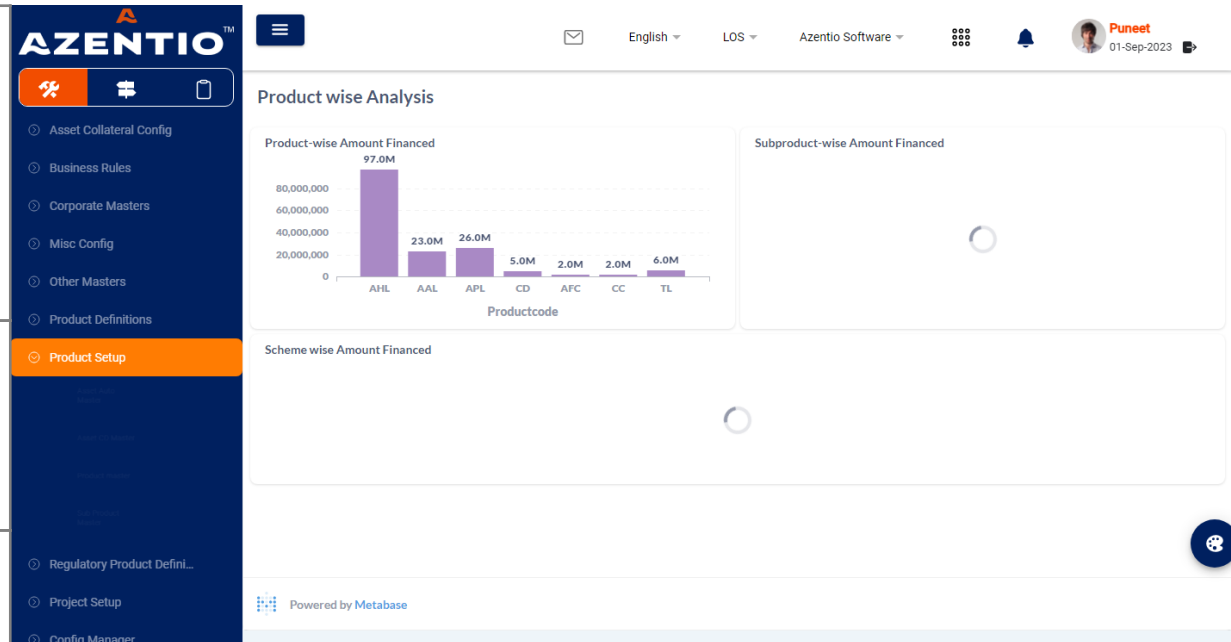 AZENTIO™
English
LOS
Azentio Software
Puneet
01-Sep-2023
Asset Collateral Config
Business Rules
Corporate Masters
Misc Config
Other Masters
Product Definitions
Product Setup
Regulatory Product Defini...
Project Setup
Config Manager
Product wise Analysis
Product-wise Amount Financed
97.0M
80,000,000
60,000,000
40,000,000
20,000,000
0
23.0M
26.0M
5.0M
2.0M
2.0M
6.0M
AHL
AAL
APL
CD
AFC
CC
TL
Productcode
Subproduct-wise Amount Financed
Scheme wise Amount Financed
Powered by Metabase